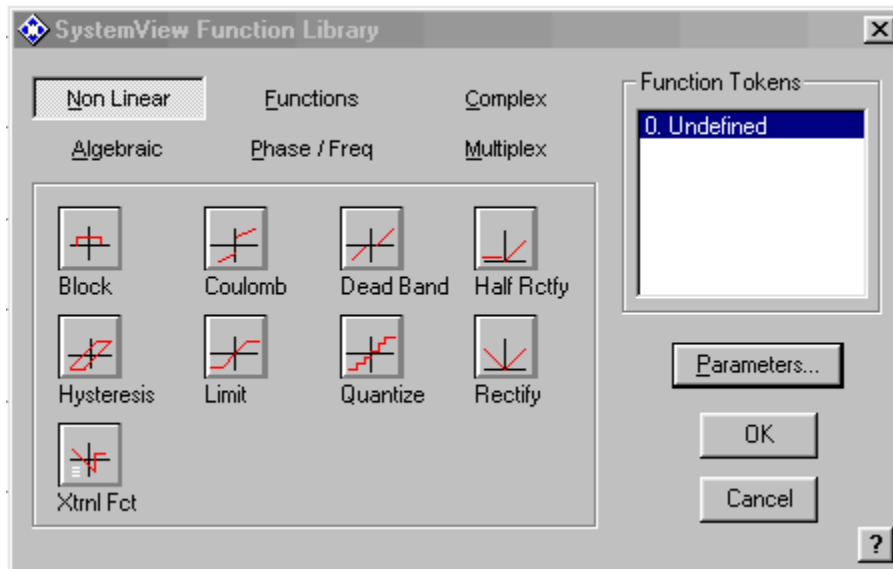 SystemView Function Library
Non Linear Functions Complex
Algebraic Phase / Freq Multiplex
Function Tokens
0. Undefined
Block Coulomb Dead Band Half Rctfy
Hysteresis Limit Quantize Rectify
Xtrnl Fct
Parameters...
OK
Cancel
?